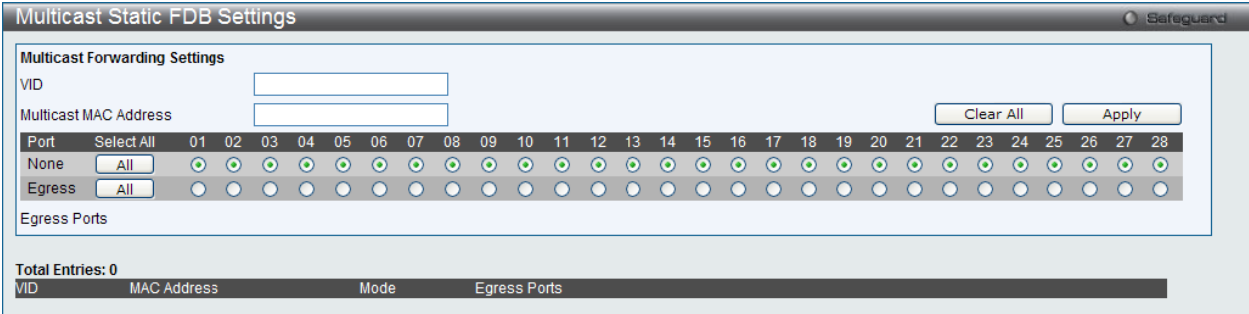 Multicast Static FDB Settings Safeguard
Multicast Forwarding Settings
VID
Multicast MAC Address Clear All Apply
Port Select All 01 02 03 04 05 06 07 08 09 10 11 12 13 14 15 16 17 18 19 20 21 22 23 24 25 26 27 28
None All
Egress All
Egress Ports
Total Entries: 0
VID MAC Address Mode Egress Ports